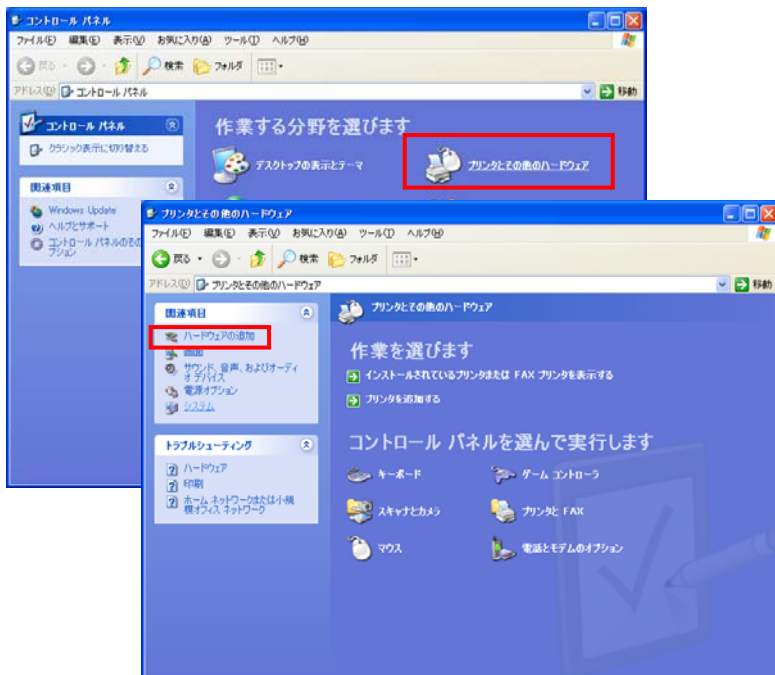 コントロール パネル
ファイル(F) 編集(E) 表示(V) お気に入り(A) ツール(T) ヘルプ(H)
戻る 検索 フォルダ
アドレス(D) コントロール パネル 移動
コントロール パネル
クラシック表示に切り替える
関連項目
Windows Update
ヘルプとサポート
コントロール パネルのその
プション
作業する分野を選びます
デスクトップの表示とテーマ
プリンタとその他のハードウェア
プリンタとその他のハードウェア
ファイル(F) 編集(E) 表示(V) お気に入り(A) ツール(T) ヘルプ(H)
戻る 検索 フォルダ
アドレス(D) プリンタとその他のハードウェア 移動
関連項目
ハードウェアの追加
画面
サウンド、音声、およびオーディ
オ デバイス
電源オプション
システム
トラブルシューティング
ハードウェア
印刷
ホーム ネットワークまたは小規
模オフィス ネットワーク
プリンタとその他のハードウェア
作業を選びます
インストールされているプリンタまたは FAX プリンタを表示する
プリンタを追加する
コントロール パネルを選んで実行します
キーボード
ゲーム コントローラ
スキャナとカメラ
プリンタと FAX
マウス
電話とモデムのオプション